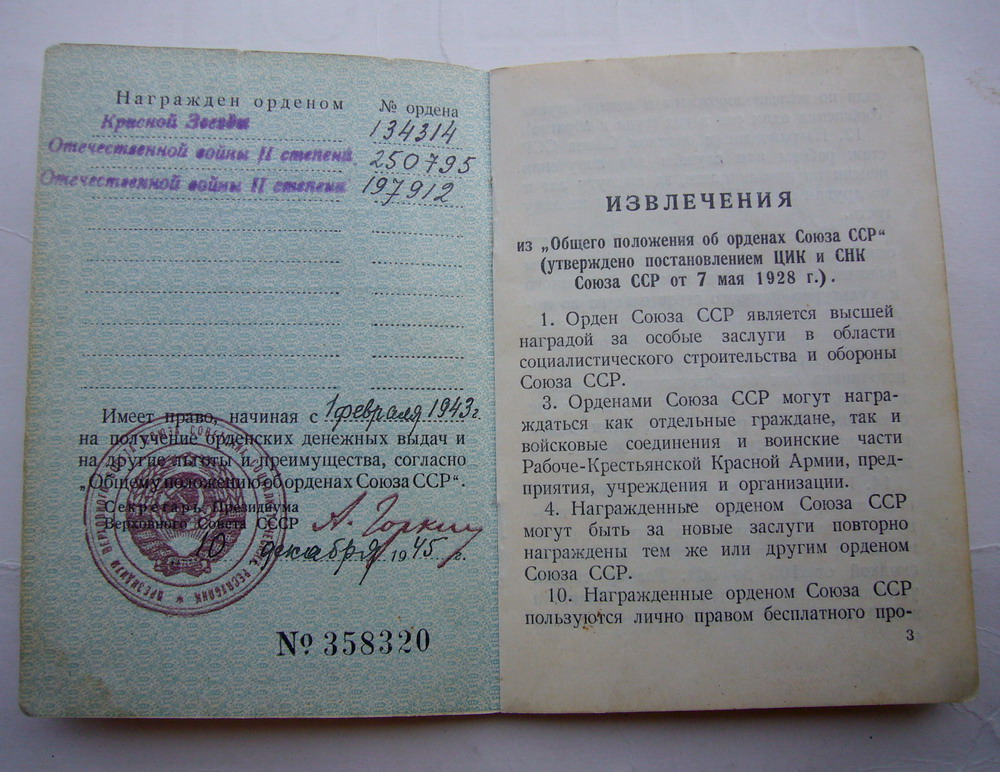 Награжден орденом № ордена
Красной Звезды 134314
Отечественной войны II степени 250795
Отечественной войны II степени 197912
Имеет право, начиная с 1 февраля 1943 г.
на получение орденских денежных выдач и
на другие льготы и преимущества, согласно
„Общему положению об орденах Союза ССР“.
Секретарь Президиума
Верховного Совета СССР А. Горкин
10 декабря 1945 г.
№ 358320
ИЗВЛЕЧЕНИЯ
из „Общего положения об орденах Союза ССР“
(утверждено постановлением ЦИК и СНК
Союза ССР от 7 мая 1928 г.).
1. Орден Союза ССР является высшей
наградой за особые заслуги в области
социалистического строительства и обороны
Союза ССР.
3. Орденами Союза ССР могут награ-
ждаться как отдельные граждане, так и
войсковые соединения и воинские части
Рабоче-Крестьянской Красной Армии, пред-
приятия, учреждения и организации.
4. Награжденные орденом Союза ССР
могут быть за новые заслуги повторно
награждены тем же или другим орденом
Союза ССР.
10. Награжденные орденом Союза ССР
пользуются лично правом бесплатного про-
3